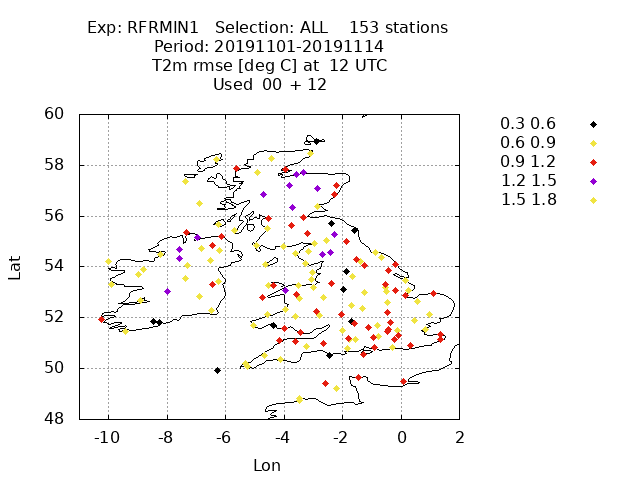 Exp: RFRMIN1 Selection: ALL 153 stations
Period: 20191101-20191114
T2m rmse [deg C] at 12 UTC
Used 00 + 12
0.3 0.6
0.6 0.9
0.9 1.2
1.2 1.5
1.5 1.8
60
58
56
54
52
50
48
Lat
-10 -8 -6 -4 -2 0 2
Lon